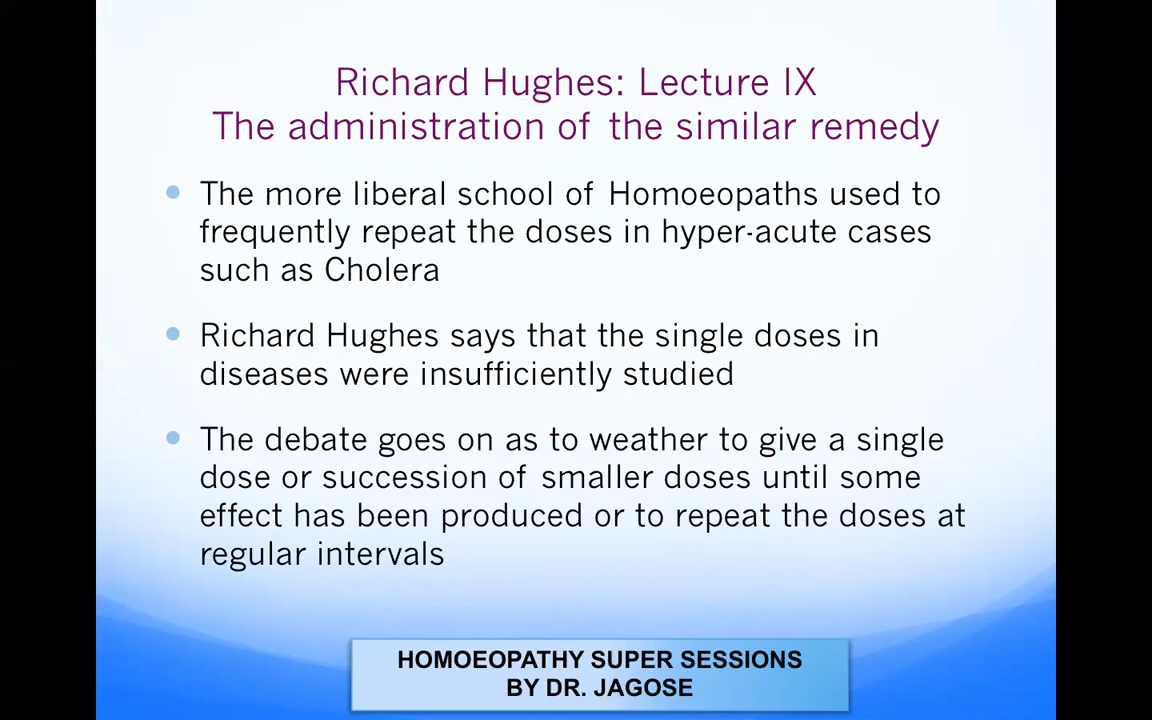 Richard Hughes: Lecture IX
The administration of the similar remedy
The more liberal school of Homoeopaths used to
frequently repeat the doses in hyper-acute cases
such as Cholera
Richard Hughes says that the single doses in
diseases were insufficiently studied
The debate goes on as to weather to give a single
dose or succession of smaller doses until some
effect has been produced or to repeat the doses at
regular intervals
HOMOEOPATHY SUPER SESSIONS
BY DR. JAGOSE